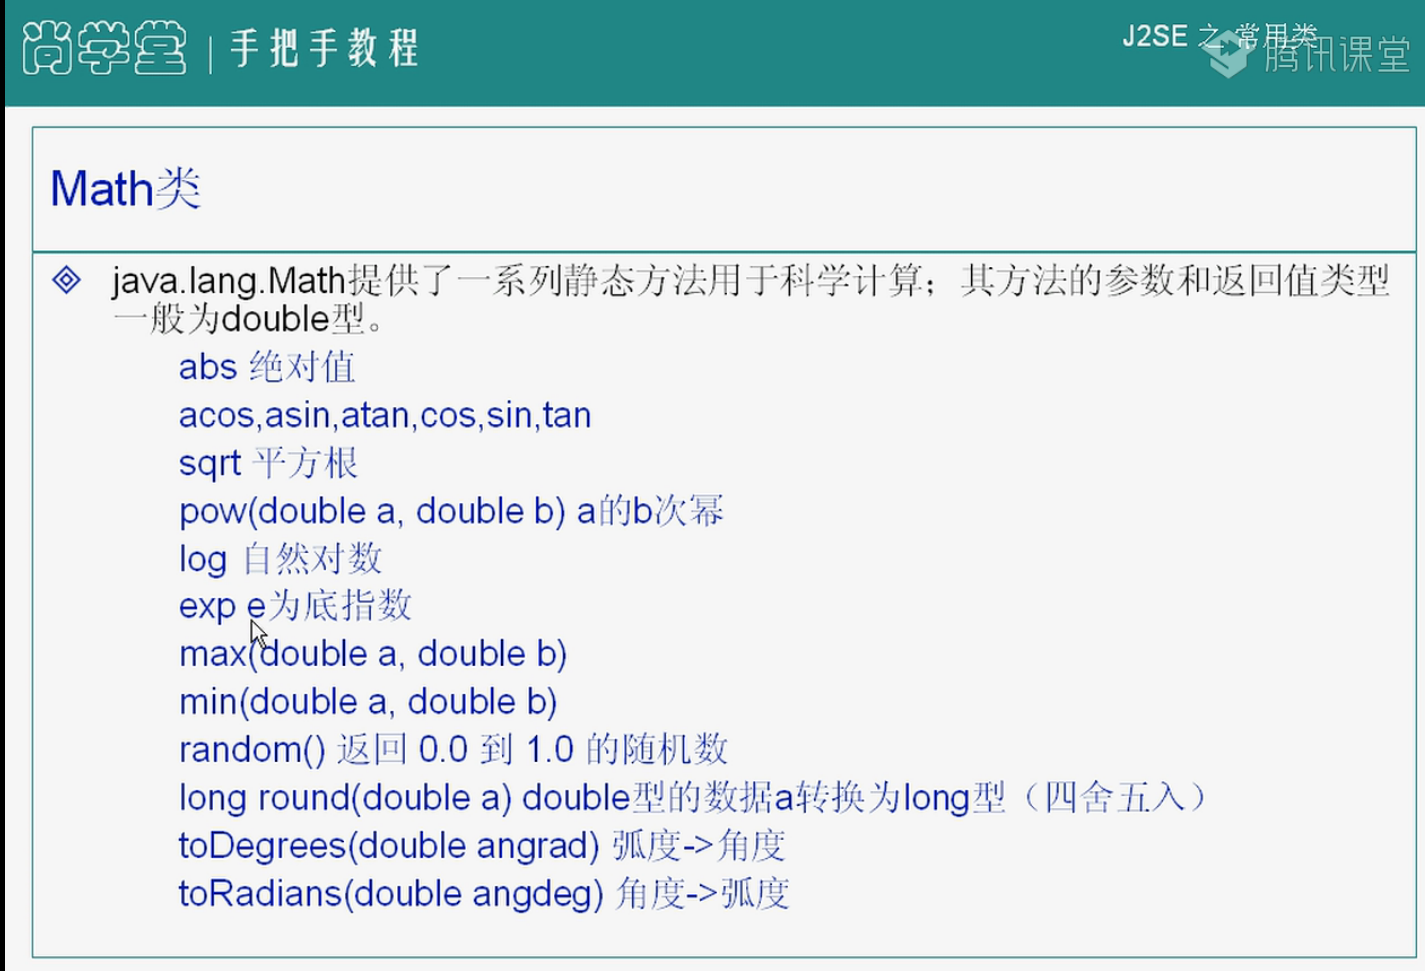 尚学堂 | 手把手教程
J2SE 之 常用类
腾讯课堂
Math类
java.lang.Math提供了一系列静态方法用于科学计算；其方法的参数和返回值类型
一般为double型。
abs 绝对值
acos,asin,atan,cos,sin,tan
sqrt 平方根
pow(double a, double b) a的b次幂
log 自然对数
exp e为底指数
max(double a, double b)
min(double a, double b)
random() 返回 0.0 到 1.0 的随机数
long round(double a) double型的数据a转换为long型（四舍五入）
toDegrees(double angrad) 弧度->角度
toRadians(double angdeg) 角度->弧度